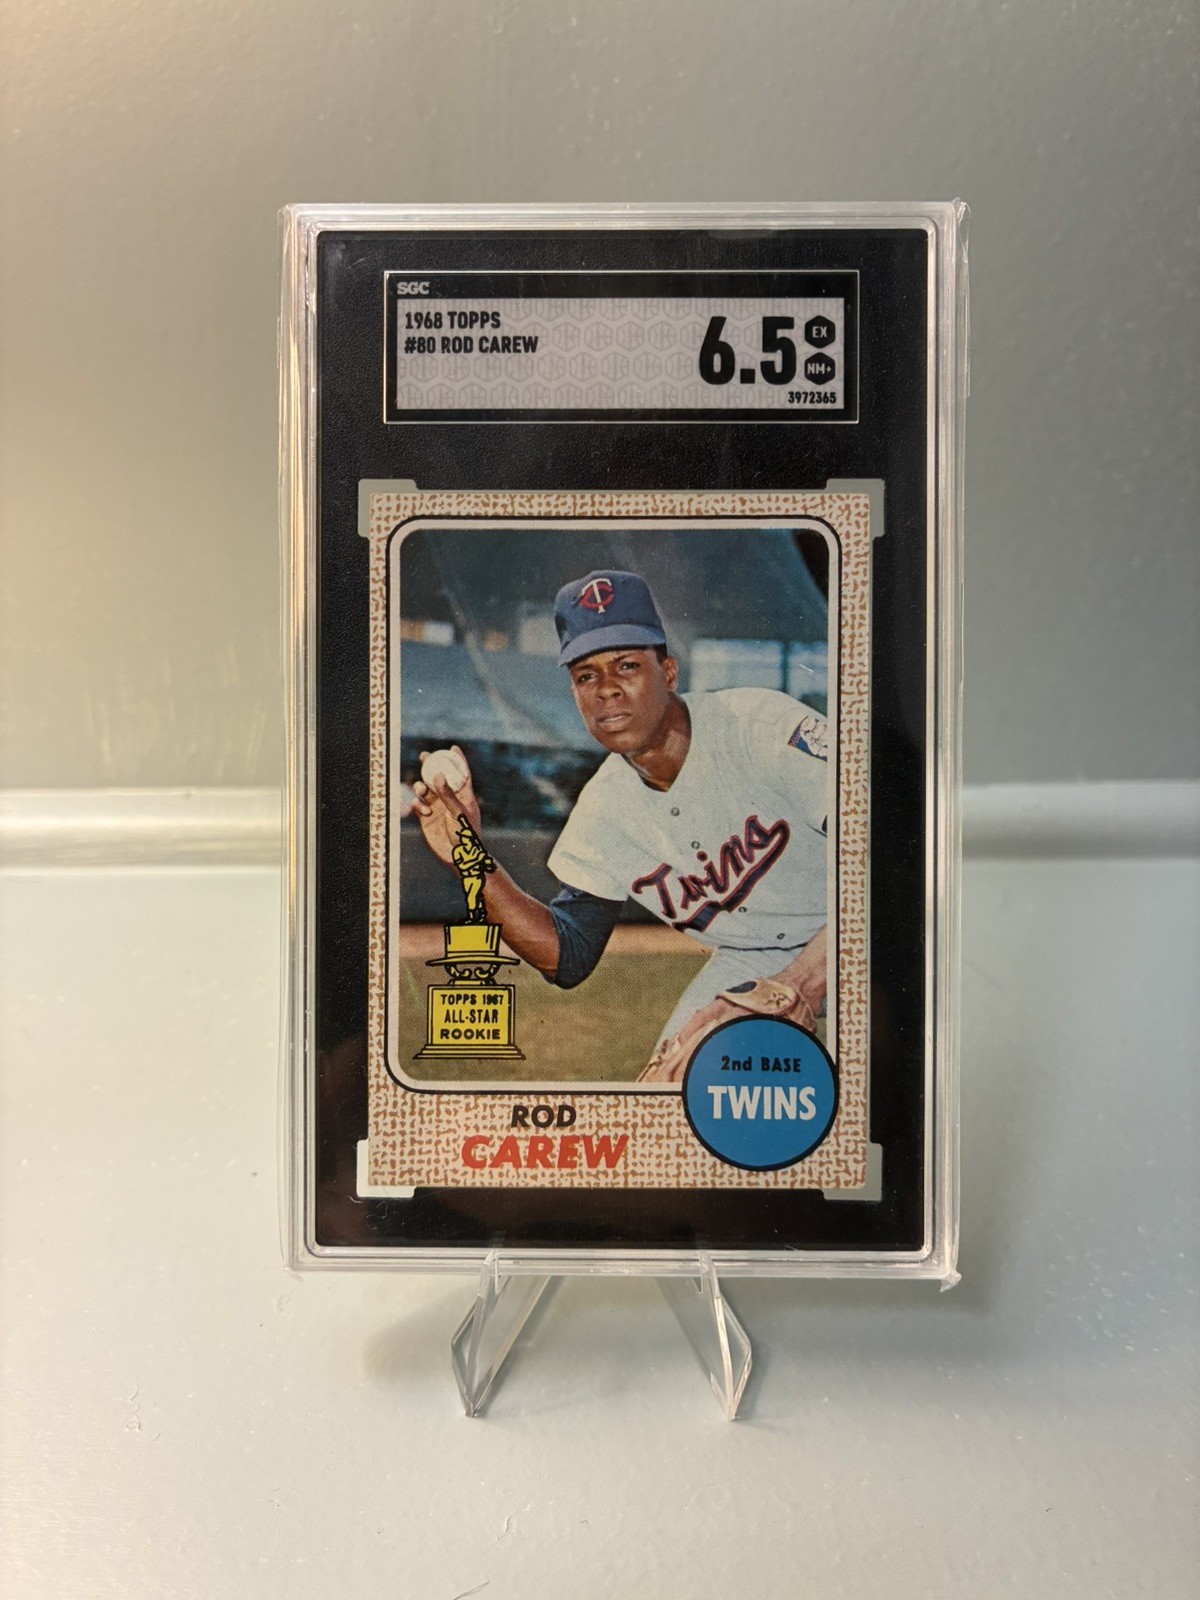 SGC
1968 TOPPS
#80 ROD CAREW
6.5
EX
NM+
3972365
TC
Twins
TOPPS 1967
ALL-STAR
ROOKIE
2nd BASE
TWINS
ROD
CAREW